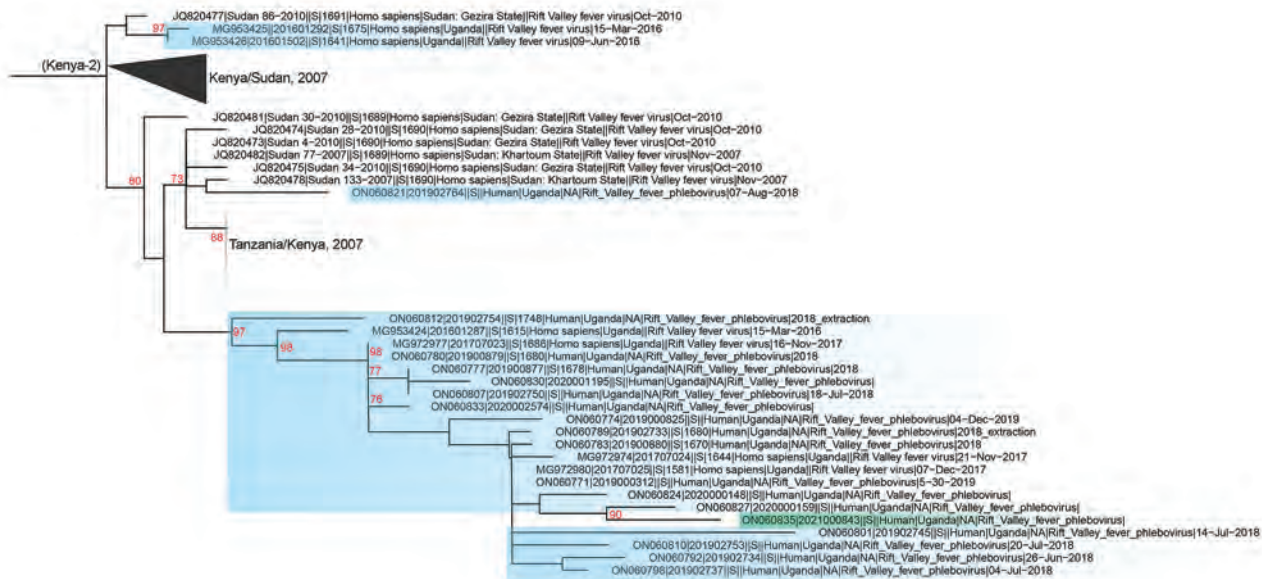 JQ820477|Sudan 86-2010||S|1691|Homo sapiens|Sudan: Gezira State||Rift Valley fever virus|Oct-2010
97
MG953425|201601292||S|1675|Homo sapiens|Uganda||Rift Valley fever virus|15-Mar-2016
MG953426|201601502||S|1641|Homo sapiens|Uganda||Rift Valley fever virus|09-Jun-2016
(Kenya-2)
Kenya/Sudan, 2007
JQ820481|Sudan 30-2010||S|1689|Homo sapiens|Sudan: Gezira State||Rift Valley fever virus|Oct-2010
JQ820474|Sudan 28-2010||S|1690|Homo sapiens|Sudan: Gezira State||Rift Valley fever virus|Oct-2010
JQ820473|Sudan 4-2010||S|1690|Homo sapiens|Sudan: Gezira State||Rift Valley fever virus|Oct-2010
JQ820482|Sudan 77-2007||S|1689|Homo sapiens|Sudan: Khartoum State||Rift Valley fever virus|Nov-2007
JQ820475|Sudan 34-2010||S|1690|Homo sapiens|Sudan: Gezira State||Rift Valley fever virus|Oct-2010
80
73
JQ820478|Sudan 133-2007||S|1690|Homo sapiens|Sudan: Khartoum State||Rift Valley fever virus|Nov-2007
ON060821|201902764||S||Human|Uganda|NA|Rift_Valley_fever_phlebovirus|07-Aug-2018
88
Tanzania/Kenya, 2007
ON060812|201902754||S|1748|Human|Uganda|NA|Rift_Valley_fever_phlebovirus|2018_extraction
97
MG953424|201601287||S|1615|Homo sapiens|Uganda||Rift Valley fever virus|15-Mar-2016
98
98
MG972977|201707023||S|1686|Homo sapiens|Uganda||Rift Valley fever virus|16-Nov-2017
ON060780|201900879||S|1680|Human|Uganda|NA|Rift_Valley_fever_phlebovirus|2018
77
ON060777|201900877||S|1678|Human|Uganda|NA|Rift_Valley_fever_phlebovirus|2018
ON060830|2020001195||S||Human|Uganda|NA|Rift_Valley_fever_phlebovirus|
ON060807|201902750||S||Human|Uganda|NA|Rift_Valley_fever_phlebovirus|18-Jul-2018
76
ON060833|2020002574||S||Human|Uganda|NA|Rift_Valley_fever_phlebovirus|
ON060774|2019000825||S||Human|Uganda|NA|Rift_Valley_fever_phlebovirus|04-Dec-2019
ON060789|201902733||S|1680|Human|Uganda|NA|Rift_Valley_fever_phlebovirus|2018_extraction
ON060783|201900880||S|1670|Human|Uganda|NA|Rift_Valley_fever_phlebovirus|2018
MG972974|201707024||S|1644|Homo sapiens|Uganda||Rift Valley fever virus|21-Nov-2017
MG972980|201707025||S|1581|Homo sapiens|Uganda||Rift Valley fever virus|07-Dec-2017
ON060771|2019000312||S||Human|Uganda|NA|Rift_Valley_fever_phlebovirus|5-30-2019
ON060824|2020000148||S||Human|Uganda|NA|Rift_Valley_fever_phlebovirus|
ON060827|2020000159||S||Human|Uganda|NA|Rift_Valley_fever_phlebovirus|
90
ON060835|2021000843||S||Human|Uganda|NA|Rift_Valley_fever_phlebovirus|
ON060801|201902745||S||Human|Uganda|NA|Rift_Valley_fever_phlebovirus|14-Jul-2018
ON060810|201902753||S||Human|Uganda|NA|Rift_Valley_fever_phlebovirus|20-Jul-2018
ON060792|201902734||S||Human|Uganda|NA|Rift_Valley_fever_phlebovirus|26-Jun-2018
ON060798|201902737||S||Human|Uganda|NA|Rift_Valley_fever_phlebovirus|04-Jul-2018